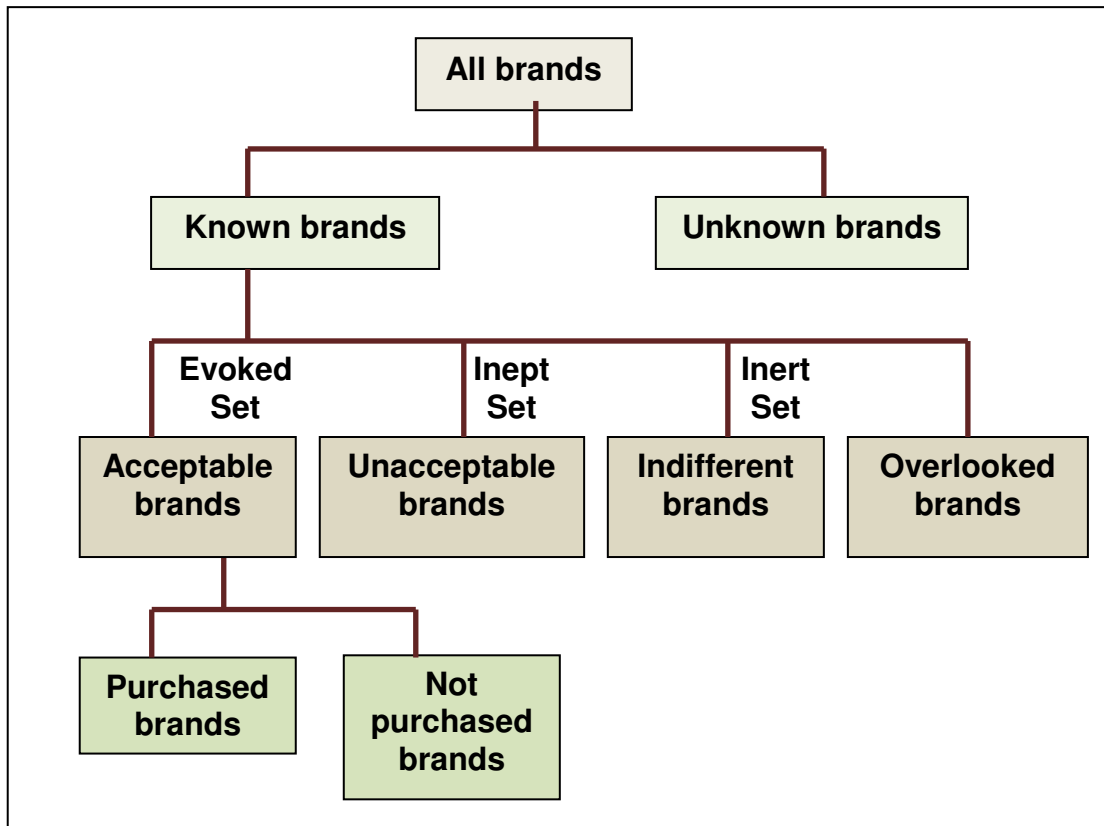 All brands
Known brands
Unknown brands
Evoked
Set
Inept
Set
Inert
Set
Acceptable
brands
Unacceptable
brands
Indifferent
brands
Overlooked
brands
Purchased
brands
Not
purchased
brands